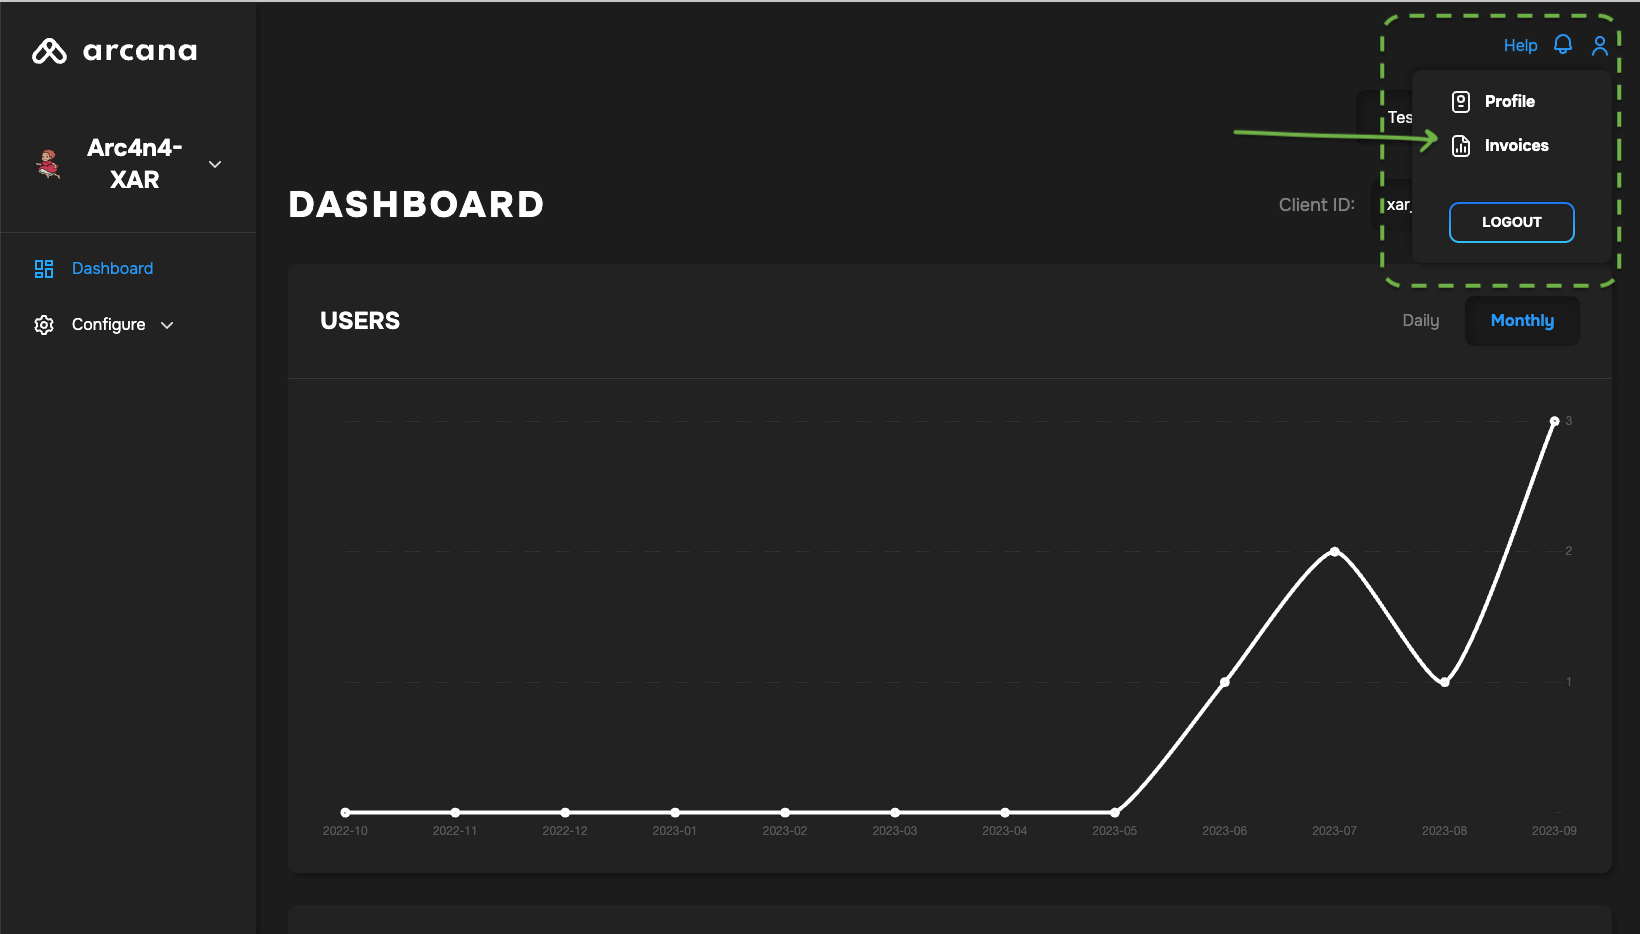 arcana
Arc4n4-
XAR
Dashboard
Configure
Help
Profile
Invoices
LOGOUT
Tes
DASHBOARD
Client ID:
xar_
USERS
Daily
Monthly
3
2
1
2022-10
2022-11
2022-12
2023-01
2023-02
2023-03
2023-04
2023-05
2023-06
2023-07
2023-08
2023-09